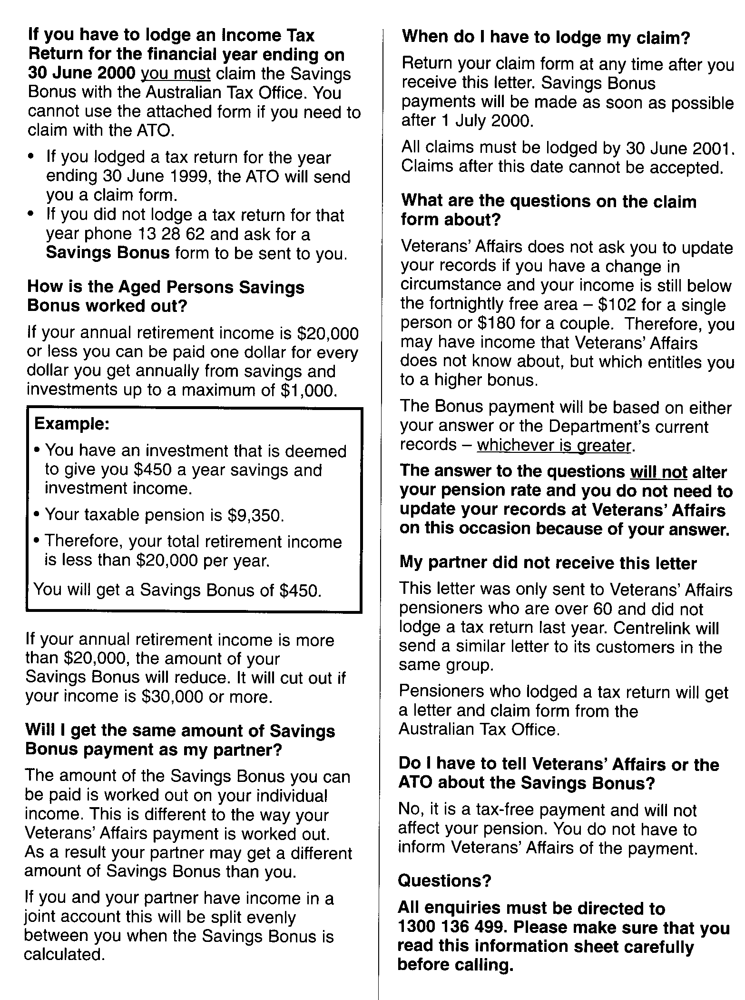 If you have to lodge an Income Tax
Return for the financial year ending on
30 June 2000 you must claim the Savings
Bonus with the Australian Tax Office. You
cannot use the attached form if you need to
claim with the ATO.
• If you lodged a tax return for the year
ending 30 June 1999, the ATO will send
you a claim form.
• If you did not lodge a tax return for that
year phone 13 28 62 and ask for a
Savings Bonus form to be sent to you.
How is the Aged Persons Savings
Bonus worked out?
If your annual retirement income is $20,000
or less you can be paid one dollar for every
dollar you get annually from savings and
investments up to a maximum of $1,000.
Example:
• You have an investment that is deemed
to give you $450 a year savings and
investment income.
• Your taxable pension is $9,350.
• Therefore, your total retirement income
is less than $20,000 per year.
You will get a Savings Bonus of $450.
If your annual retirement income is more
than $20,000, the amount of your
Savings Bonus will reduce. It will cut out if
your income is $30,000 or more.
Will I get the same amount of Savings
Bonus payment as my partner?
The amount of the Savings Bonus you can
be paid is worked out on your individual
income. This is different to the way your
Veterans' Affairs payment is worked out.
As a result your partner may get a different
amount of Savings Bonus than you.
If you and your partner have income in a
joint account this will be split evenly
between you when the Savings Bonus is
calculated.
When do I have to lodge my claim?
Return your claim form at any time after you
receive this letter. Savings Bonus
payments will be made as soon as possible
after 1 July 2000.
All claims must be lodged by 30 June 2001.
Claims after this date cannot be accepted.
What are the questions on the claim
form about?
Veterans' Affairs does not ask you to update
your records if you have a change in
circumstance and your income is still below
the fortnightly free area – $102 for a single
person or $180 for a couple. Therefore, you
may have income that Veterans' Affairs
does not know about, but which entitles you
to a higher bonus.
The Bonus payment will be based on either
your answer or the Department's current
records – whichever is greater.
The answer to the questions will not alter
your pension rate and you do not need to
update your records at Veterans' Affairs
on this occasion because of your answer.
My partner did not receive this letter
This letter was only sent to Veterans' Affairs
pensioners who are over 60 and did not
lodge a tax return last year. Centrelink will
send a similar letter to its customers in the
same group.
Pensioners who lodged a tax return will get
a letter and claim form from the
Australian Tax Office.
Do I have to tell Veterans' Affairs or the
ATO about the Savings Bonus?
No, it is a tax-free payment and will not
affect your pension. You do not have to
inform Veterans' Affairs of the payment.
Questions?
All enquiries must be directed to
1300 136 499. Please make sure that you
read this information sheet carefully
before calling.